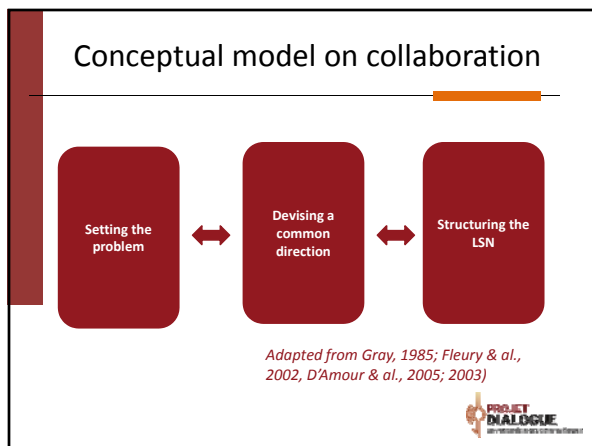 Conceptual model on collaboration
Setting the
problem
Devising a
common
direction
Structuring the
LSN
Adapted from Gray, 1985; Fleury & al.,
2002, D’Amour & al., 2005; 2003)
PROJET
DIALOGUE